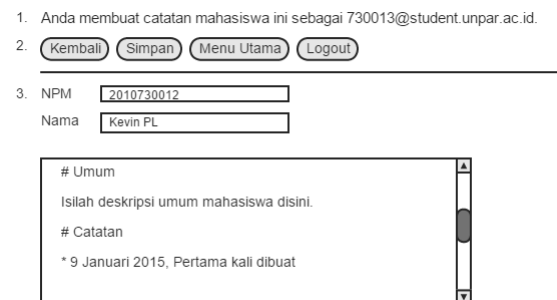 1. Anda membuat catatan mahasiswa ini sebagai 730013@student.unpar.ac.id.
2. Kembali Simpan Menu Utama Logout
3. NPM 2010730012
Nama Kevin PL
# Umum
Isilah deskripsi umum mahasiswa disini.
# Catatan
* 9 Januari 2015, Pertama kali dibuat